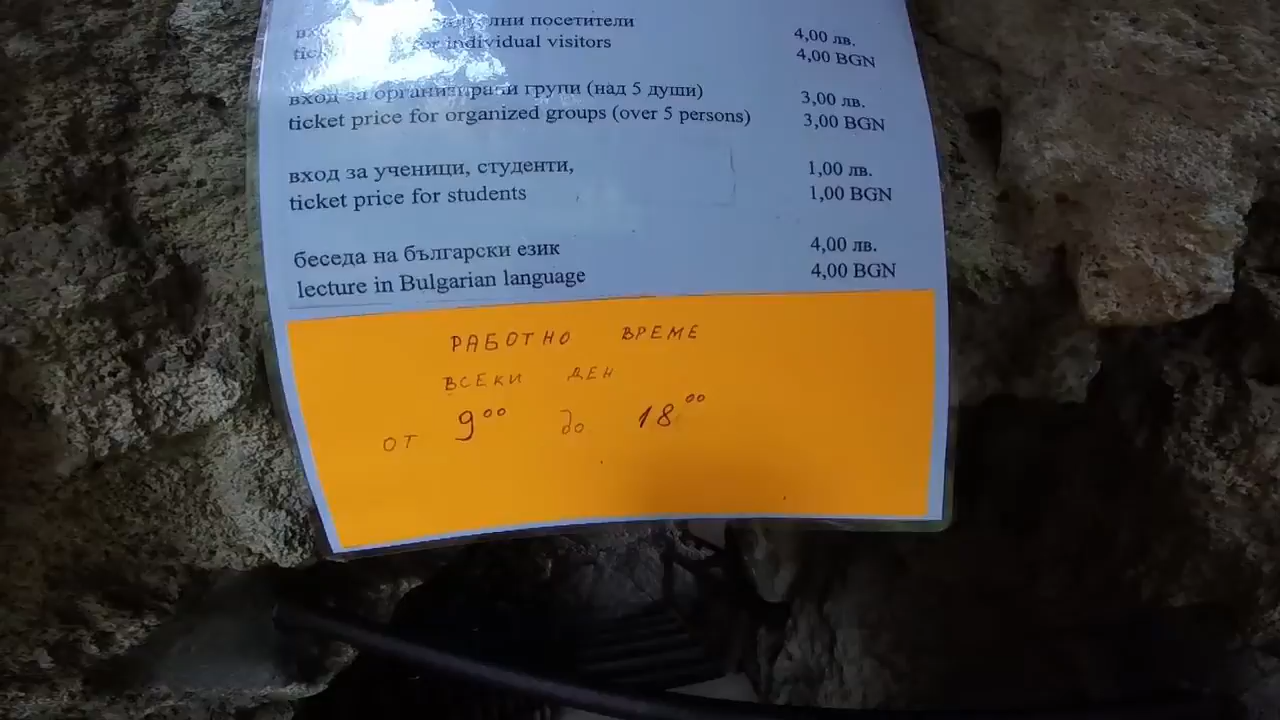 посетители
individual visitors
4,00 лв.
4,00 BGN
вход за организирани групи (над 5 души)
ticket price for organized groups (over 5 persons)
3,00 лв.
3,00 BGN
вход за ученици, студенти,
ticket price for students
1,00 лв.
1,00 BGN
беседа на български език
lecture in Bulgarian language
4,00 лв.
4,00 BGN
РАБОТНО ВРЕМЕ
ВСЕКИ ДЕН
ОТ 9⁰⁰ до 18⁰⁰